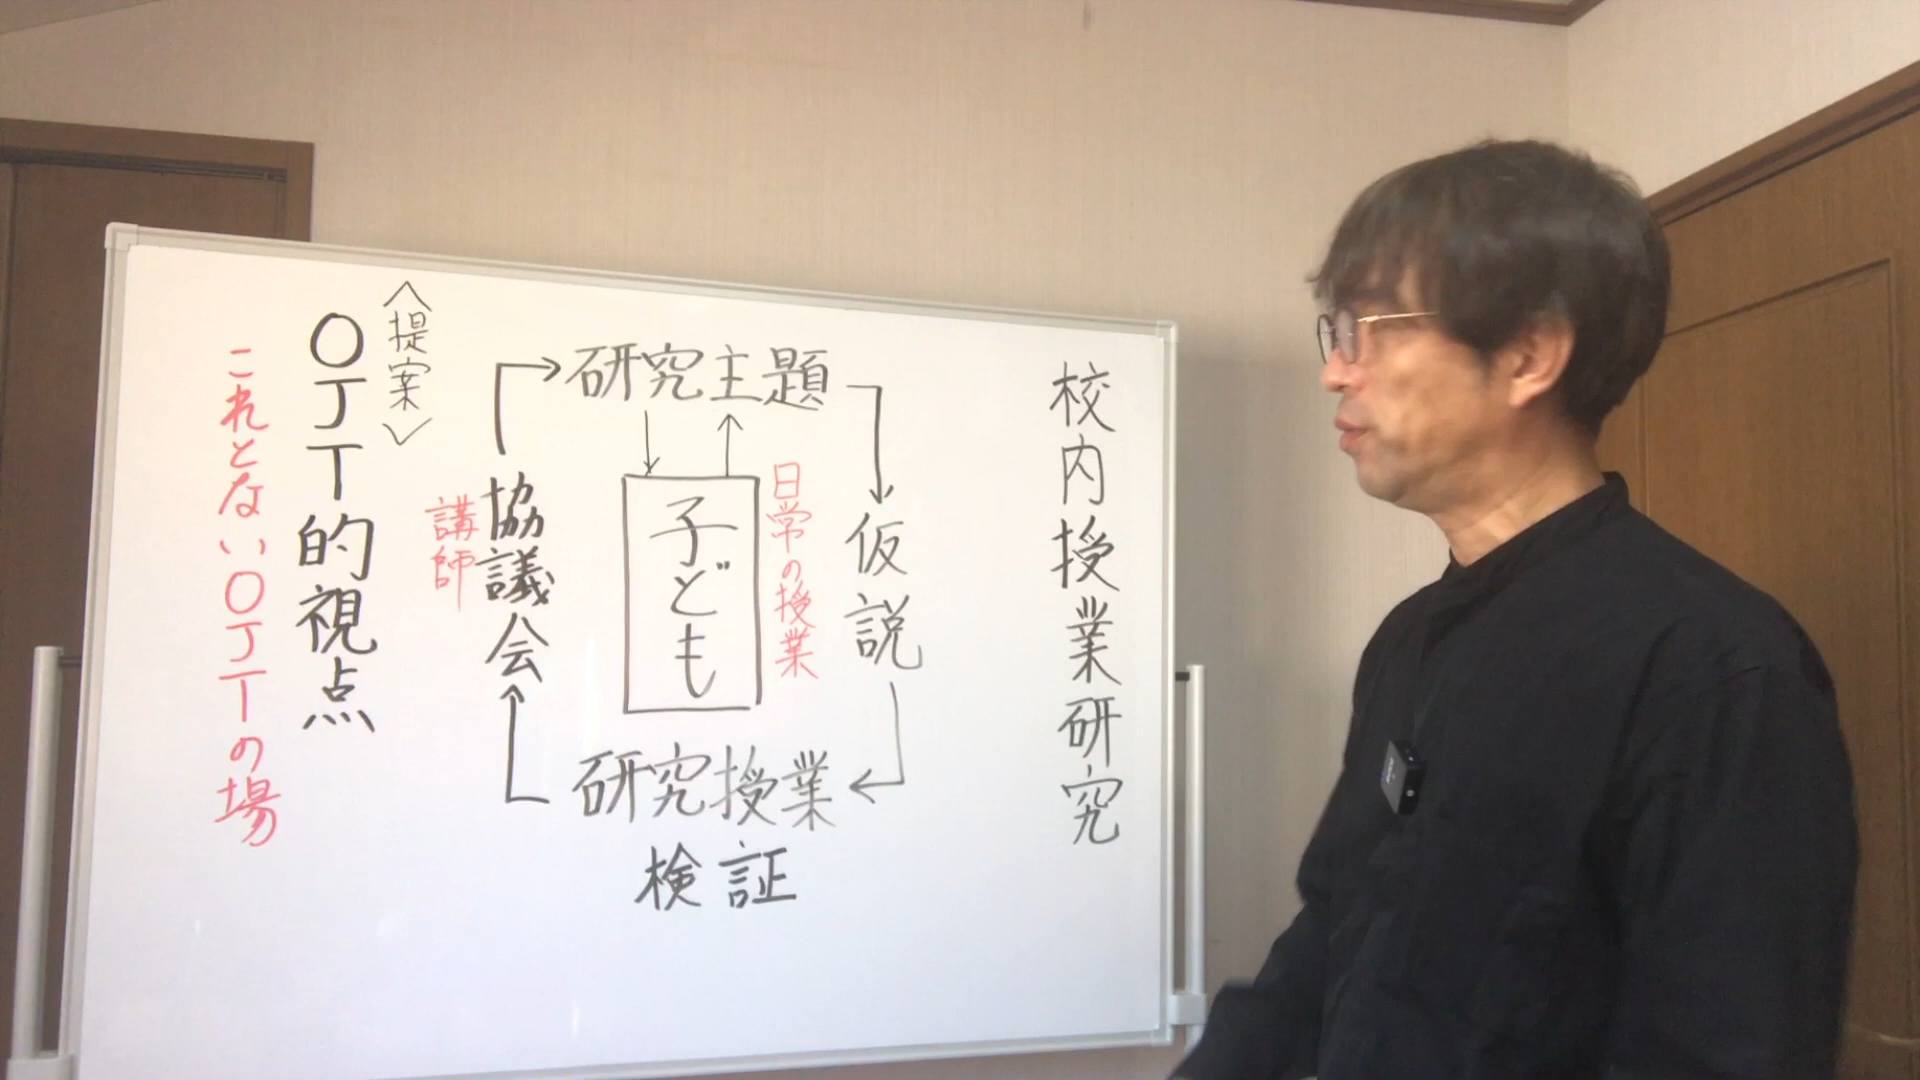 校内授業研究
研究主題
仮説
日常の授業
子ども
研究授業
検証
協議会
講師
＜提案＞
OJT的視点
これとないOJTの場